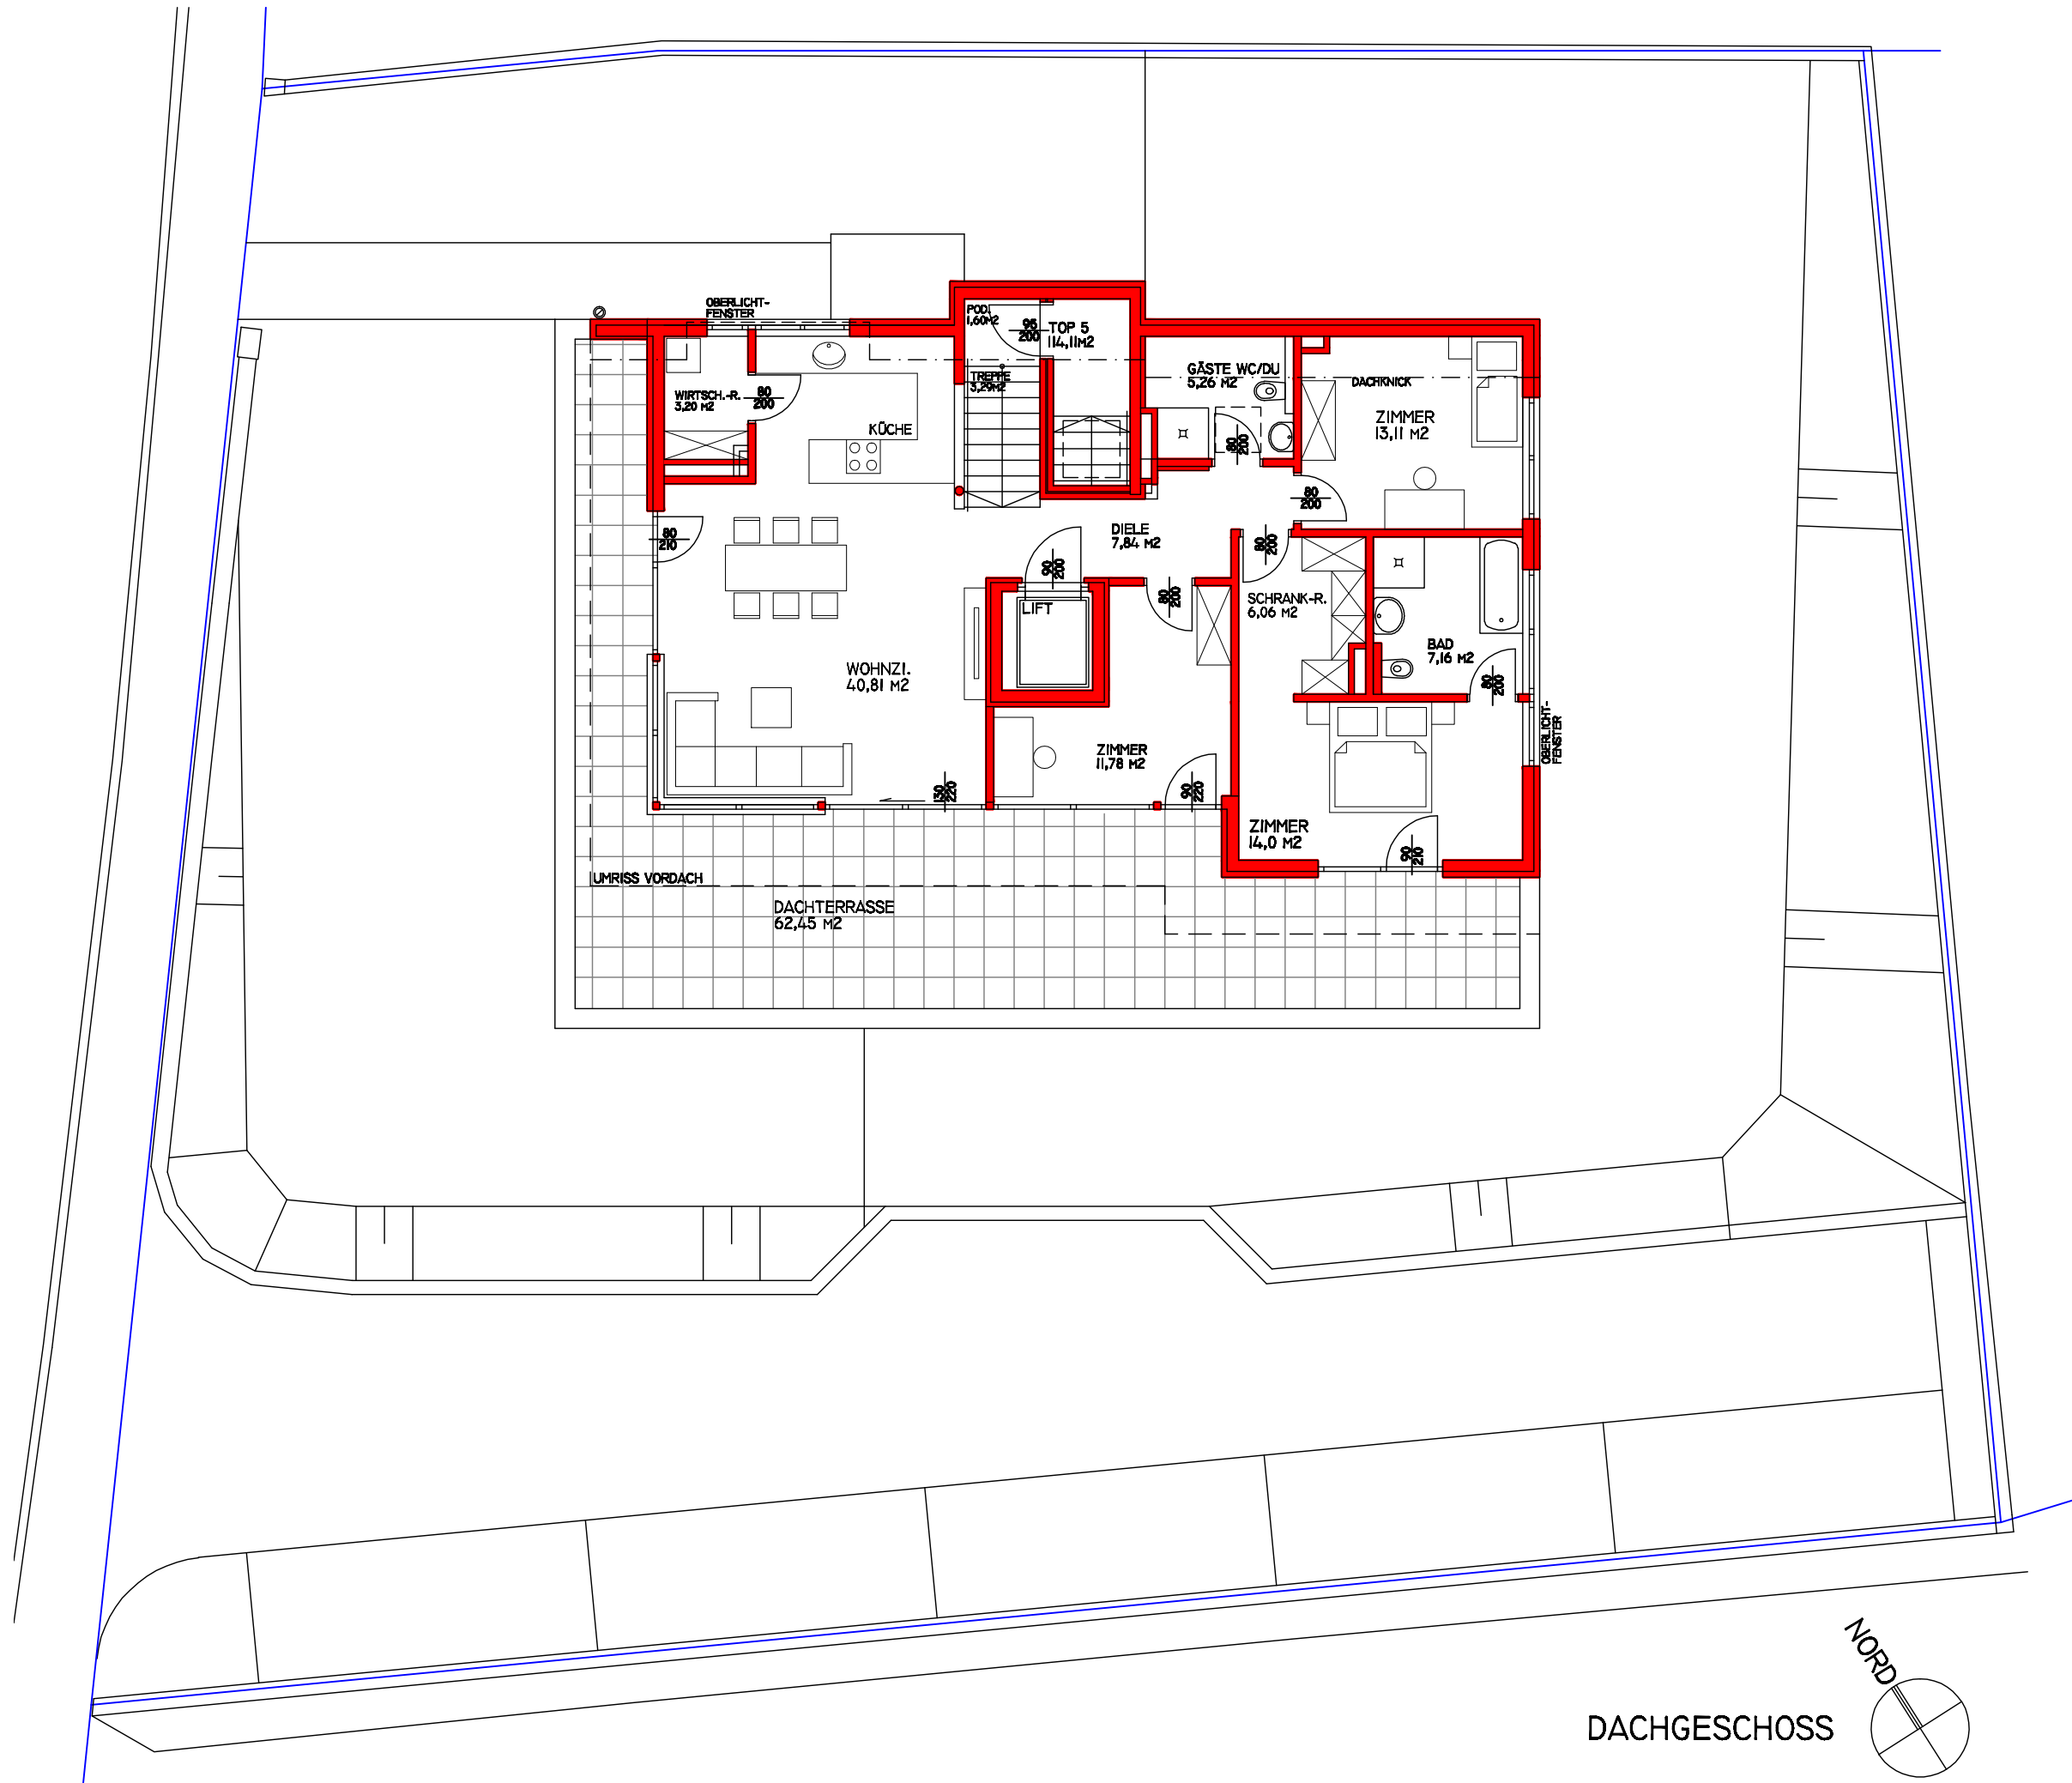 OBERLICHT-
FENSTER
POD.
1,60M2
95
200
TOP 5
114,11M2
TREPPE
3,29M2
GÄSTE WC/DU
5,26 M2
DACHKNICK
ZIMMER
13,11 M2
WIRTSCH.-R.
3,20 M2
80
200
KÜCHE
80
200
80
200
80
210
DIELE
7,84 M2
80
200
90
200
LIFT
80
200
SCHRANK-R.
6,06 M2
BAD
7,16 M2
80
200
WOHNZI.
40,81 M2
OBERLICHT-
FENSTER
ZIMMER
11,78 M2
130
220
90
220
ZIMMER
14,0 M2
90
210
UMRISS VORDACH
DACHTERRASSE
62,45 M2
NORD
DACHGESCHOSS